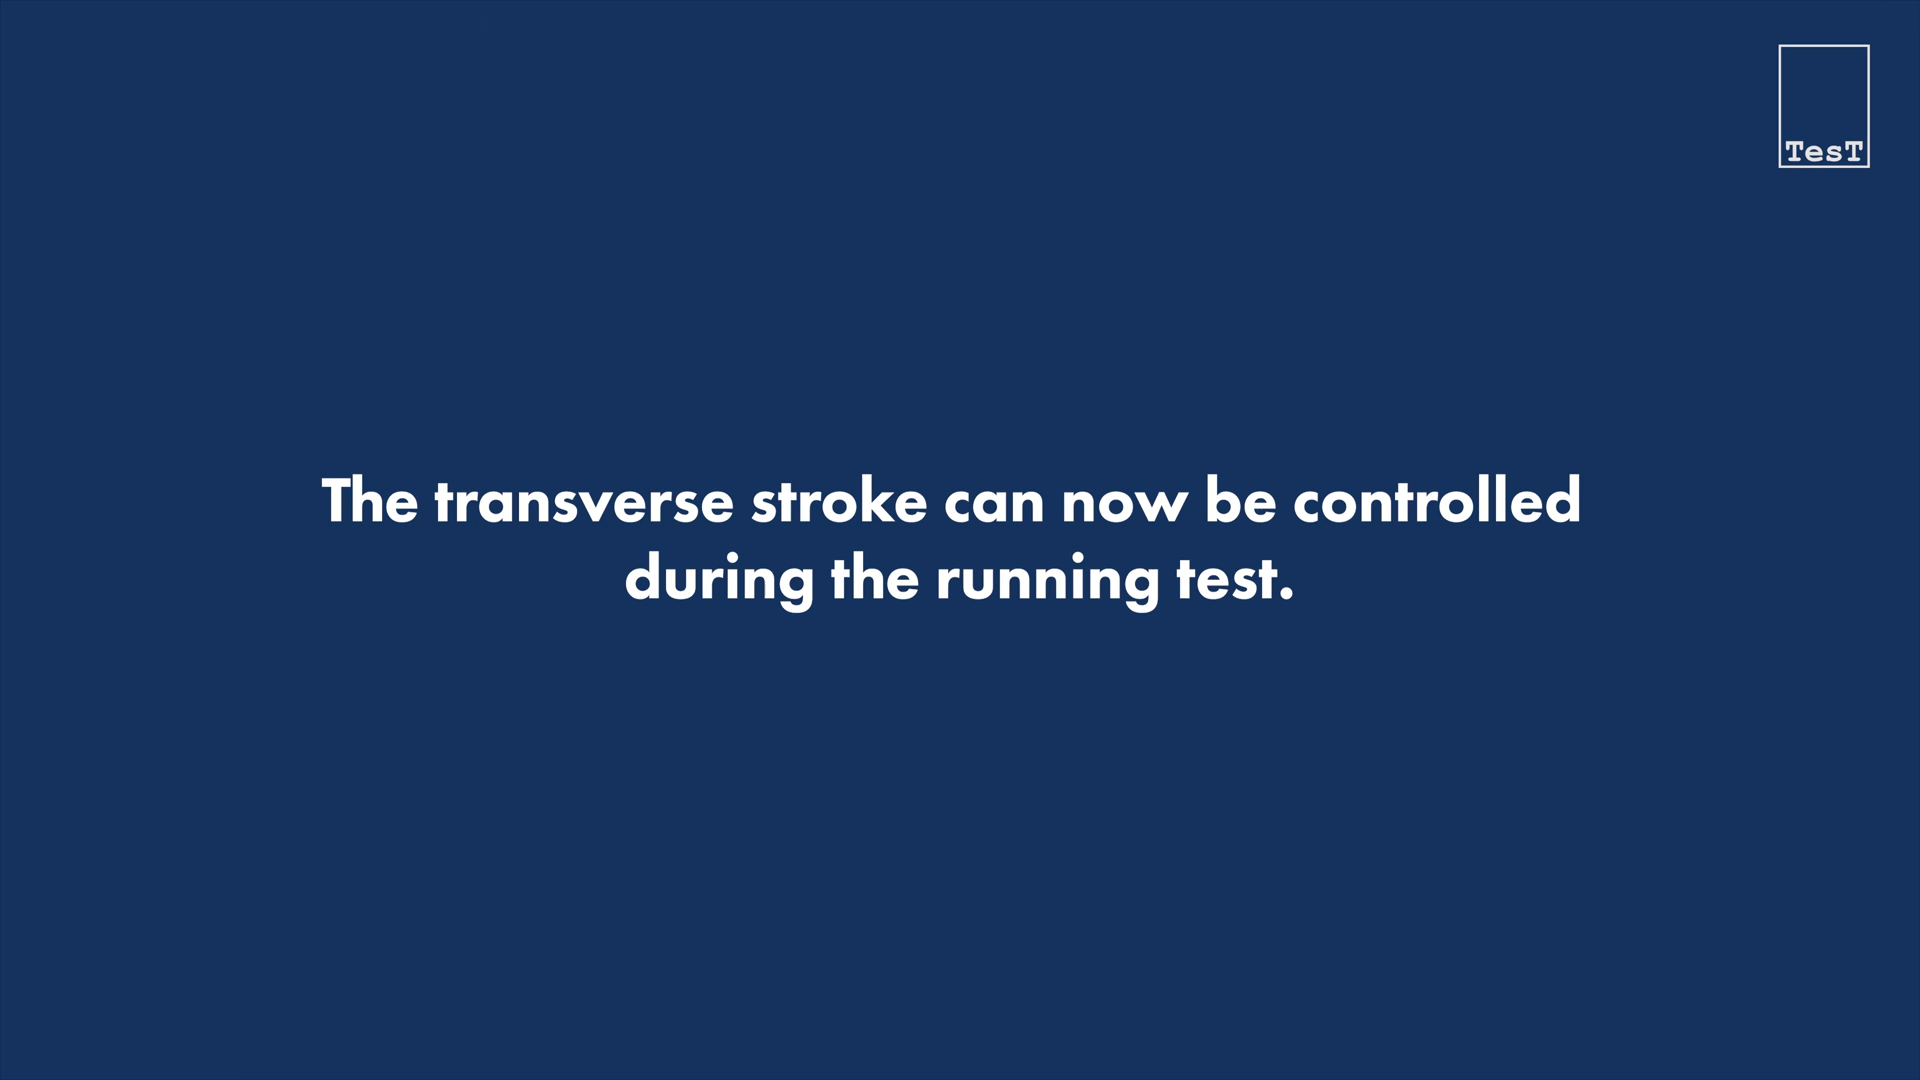 TesT
The transverse stroke can now be controlled
during the running test.